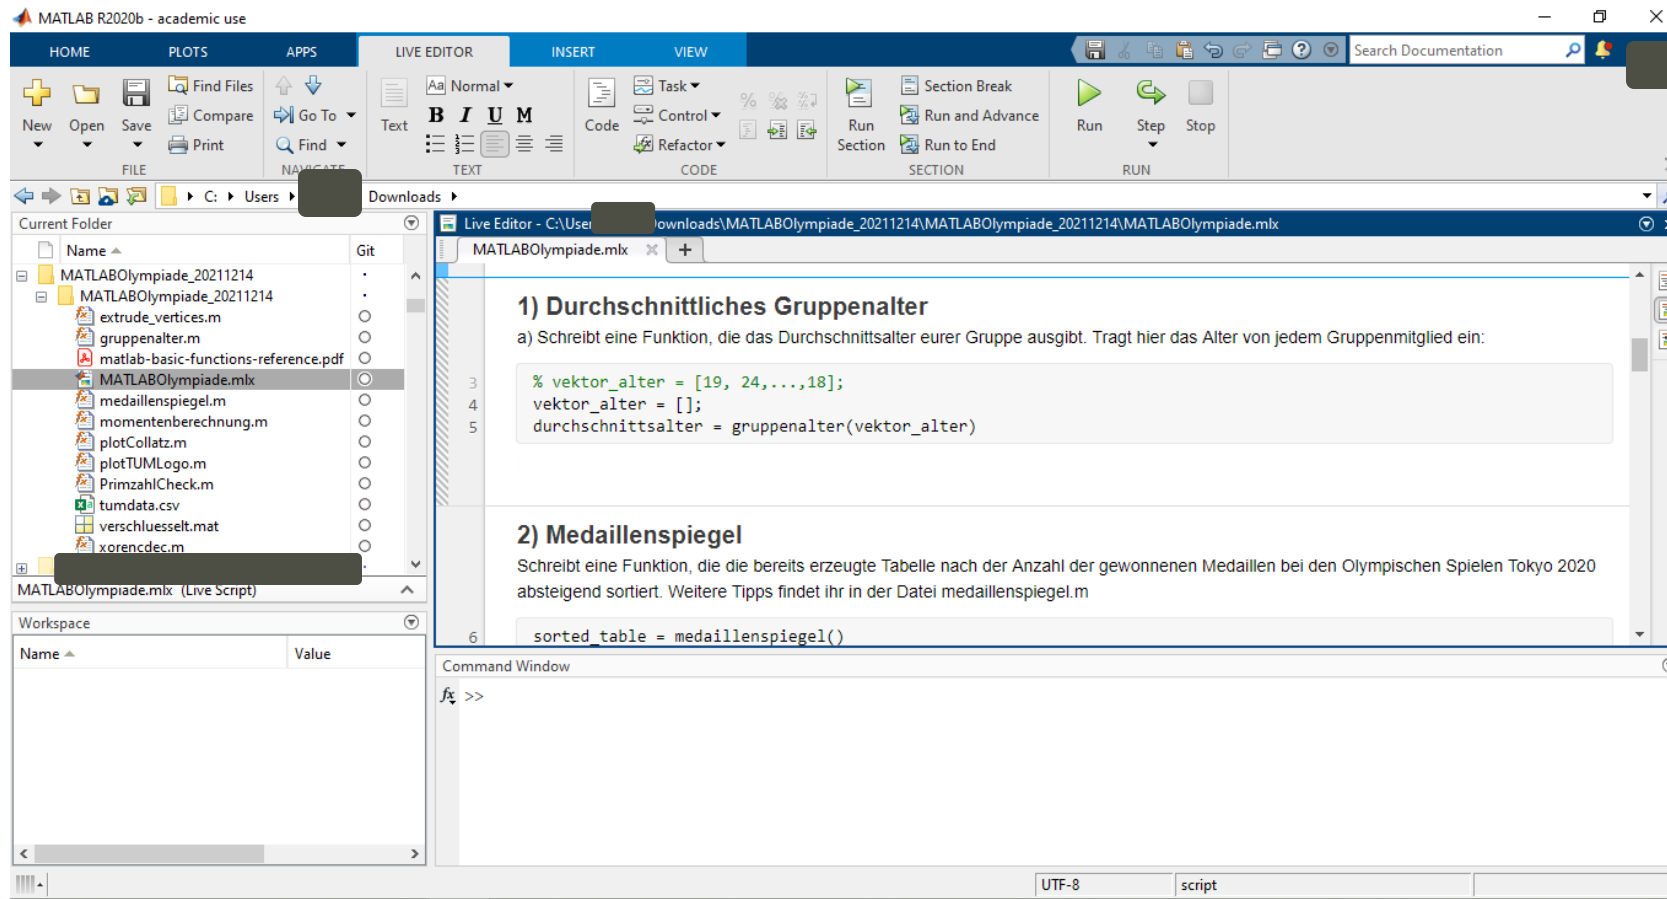 MATLAB R2020b - academic use
HOME PLOTS APPS LIVE EDITOR INSERT VIEW Search Documentation
New Open Save Find Files Compare Print
FILE
Go To Find
NAVIGATE
Text Aa Normal
B I U M
TEXT
Code Task Control Refactor
CODE
Run Section Section Break Run and Advance Run to End
SECTION
Run Step Stop
RUN
C: Users Downloads
Current Folder
Name Git
MATLABOlympiade_20211214
MATLABOlympiade_20211214
extrude_vertices.m
gruppenalter.m
matlab-basic-functions-reference.pdf
MATLABOlympiade.mlx
medaillenspiegel.m
momentenberechnung.m
plotCollatz.m
plotTUMLogo.m
PrimzahlCheck.m
tumdata.csv
verschluesselt.mat
xorencdec.m
MATLABOlympiade.mlx (Live Script)
Workspace
Name Value
Live Editor - C:\User ownloads\MATLABOlympiade_20211214\MATLABOlympiade_20211214\MATLABOlympiade.mlx
MATLABOlympiade.mlx
1) Durchschnittliches Gruppenalter
a) Schreibt eine Funktion, die das Durchschnittsalter eurer Gruppe ausgibt. Tragt hier das Alter von jedem Gruppenmitglied ein:
3 % vektor_alter = [19, 24,...,18];
4 vektor_alter = [];
5 durchschnittsalter = gruppenalter(vektor_alter)
2) Medaillenspiegel
Schreibt eine Funktion, die die bereits erzeugte Tabelle nach der Anzahl der gewonnenen Medaillen bei den Olympischen Spielen Tokyo 2020
absteigend sortiert. Weitere Tipps findet ihr in der Datei medaillenspiegel.m
6 sorted_table = medaillenspiegel()
Command Window
fx >>
UTF-8 script